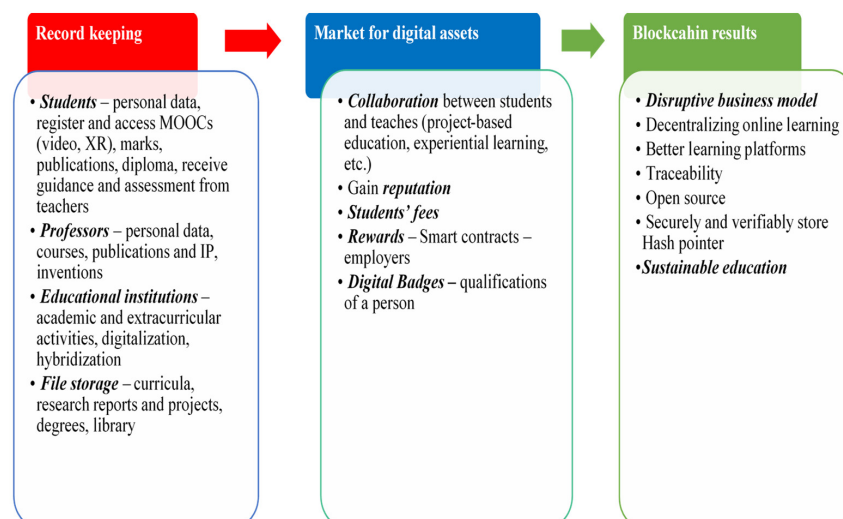 Record keeping
• Students – personal data,
register and access MOOCs
(video, XR), marks,
publications, diploma, receive
guidance and assessment from
teachers
• Professors – personal data,
courses, publications and IP,
inventions
• Educational institutions –
academic and extracurricular
activities, digitalization,
hybridization
• File storage – curricula,
research reports and projects,
degrees, library
Market for digital assets
• Collaboration between students
and teaches (project-based
education, experiential learning,
etc.)
• Gain reputation
• Students’ fees
• Rewards – Smart contracts –
employers
• Digital Badges – qualifications
of a person
Blockcahin results
• Disruptive business model
• Decentralizing online learning
• Better learning platforms
• Traceability
• Open source
• Securely and verifiably store
Hash pointer
•Sustainable education